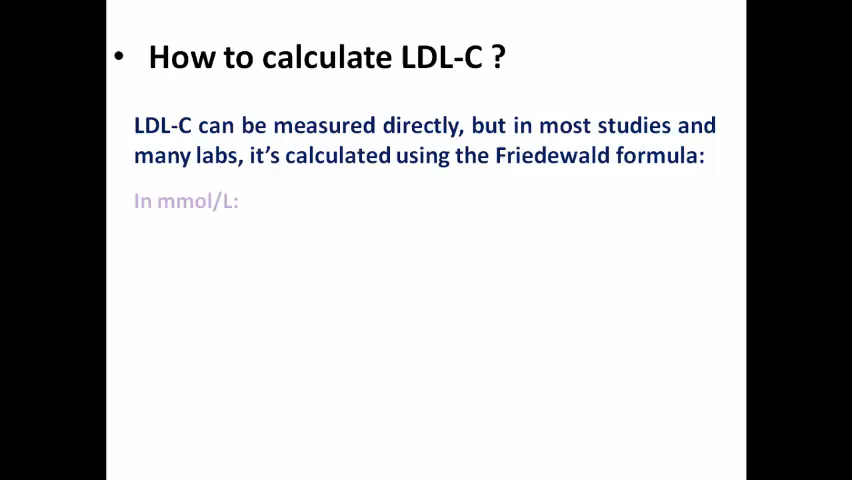 • How to calculate LDL-C ?
LDL-C can be measured directly, but in most studies and
many labs, it's calculated using the Friedewald formula:
In mmol/L: